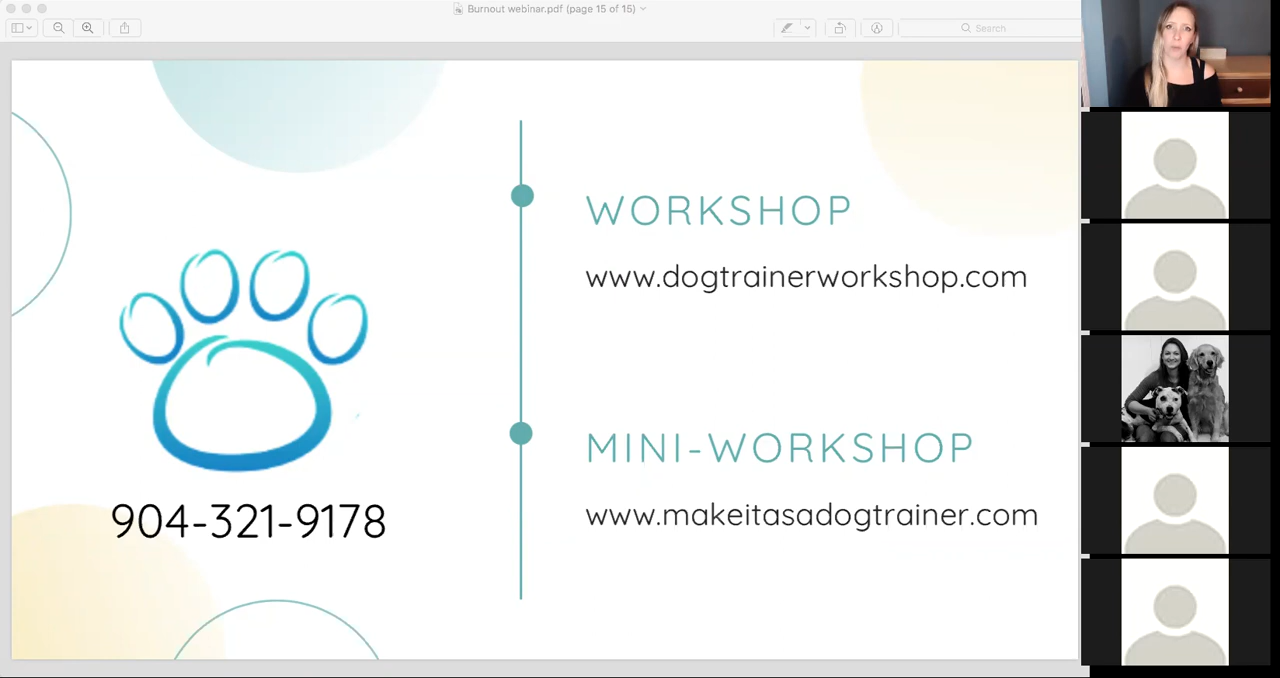 Burnout webinar.pdf (page 15 of 15)
Search
WORKSHOP
www.dogtrainerworkshop.com
MINI-WORKSHOP
www.makeitasadogtrainer.com
904-321-9178